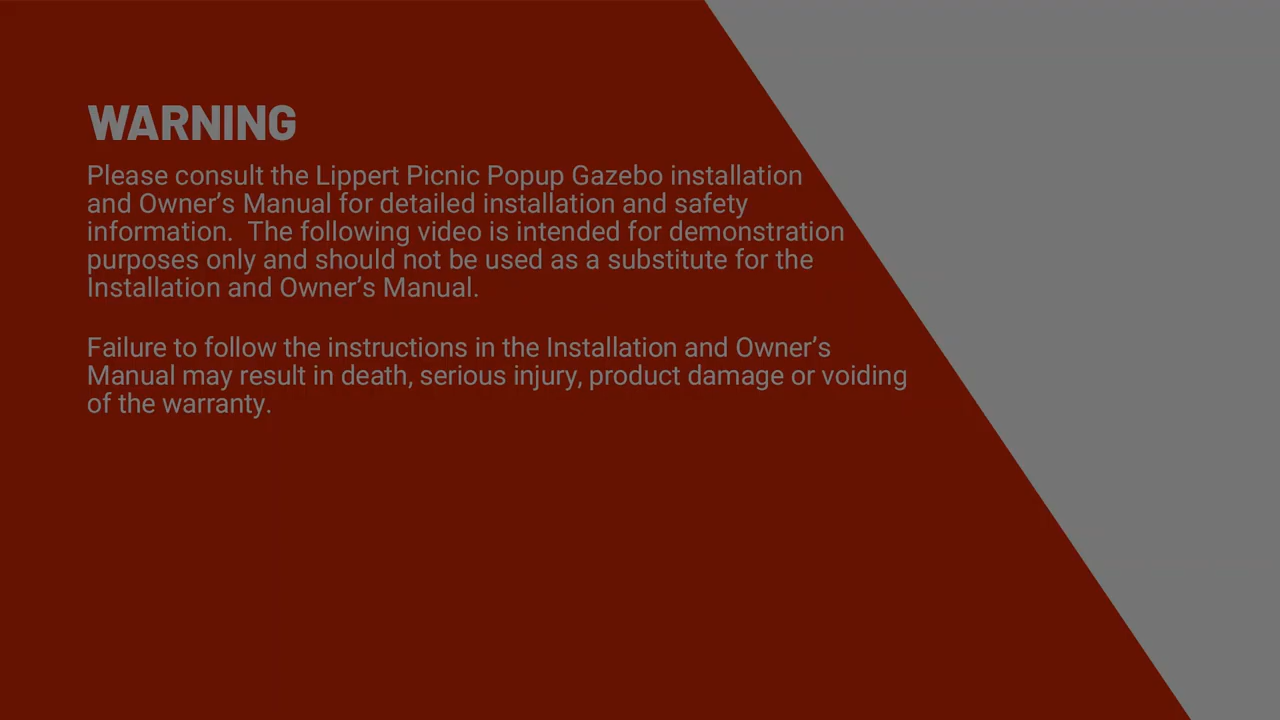 WARNING
Please consult the Lippert Picnic Popup Gazebo installation
and Owner’s Manual for detailed installation and safety
information.  The following video is intended for demonstration
purposes only and should not be used as a substitute for the
Installation and Owner’s Manual.
Failure to follow the instructions in the Installation and Owner’s
Manual may result in death, serious injury, product damage or voiding
of the warranty.